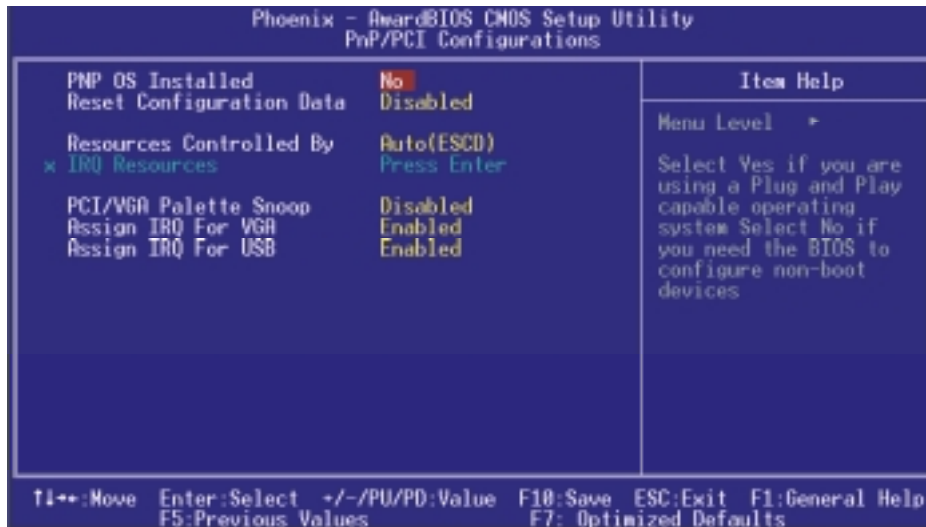 Phoenix - AwardBIOS CMOS Setup Utility
PnP/PCI Configurations
PNP OS Installed No
Reset Configuration Data Disabled
Resources Controlled By Auto(ESCD)
x IRQ Resources Press Enter
PCI/VGA Palette Snoop Disabled
Assign IRQ For VGA Enabled
Assign IRQ For USB Enabled
Item Help
Menu Level ►
Select Yes if you are
using a Plug and Play
capable operating
system Select No if
you need the BIOS to
configure non-boot
devices
↑↓→←:Move Enter:Select +/-/PU/PD:Value F10:Save ESC:Exit F1:General Help
F5:Previous Values F7: Optimized Defaults